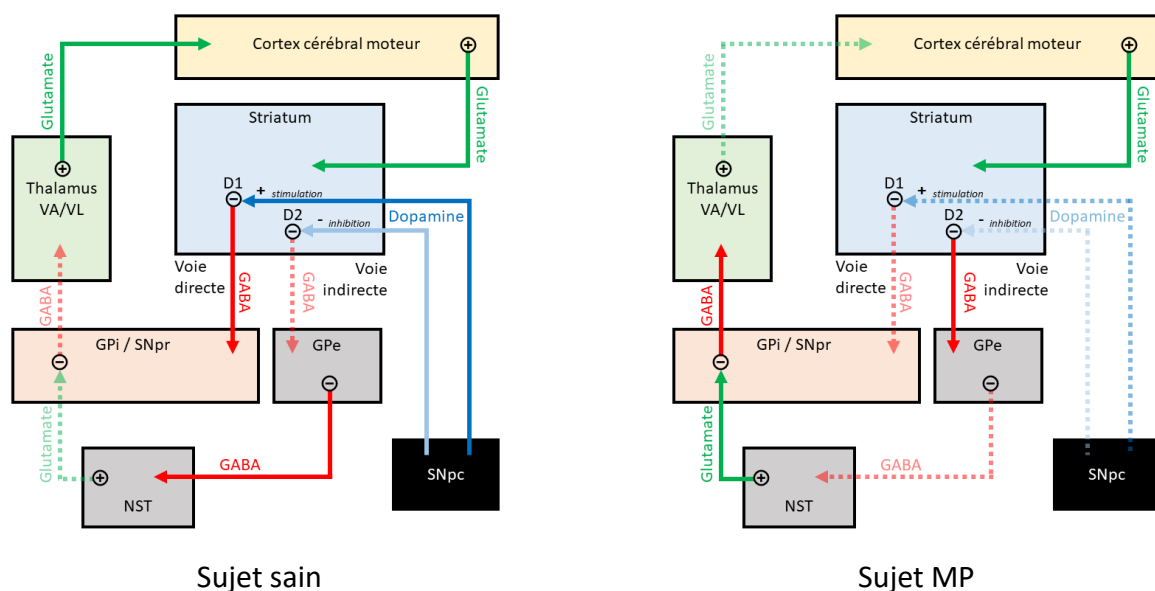 Cortex cérébral moteur
+
Glutamate
Glutamate
Striatum
+
Thalamus
VA/VL
D1
+ stimulation
-
D2
- inhibition
-
Dopamine
Voie
directe
GABA
GABA
Voie
indirecte
GABA
GPi / SNpr
-
GPe
-
Glutamate
GABA
+
NST
SNpc
Sujet sain
Cortex cérébral moteur
+
Glutamate
Glutamate
Striatum
+
Thalamus
VA/VL
D1
+ stimulation
-
D2
- inhibition
-
Dopamine
Voie
directe
GABA
GABA
Voie
indirecte
GABA
GPi / SNpr
-
GPe
-
Glutamate
GABA
+
NST
SNpc
Sujet MP